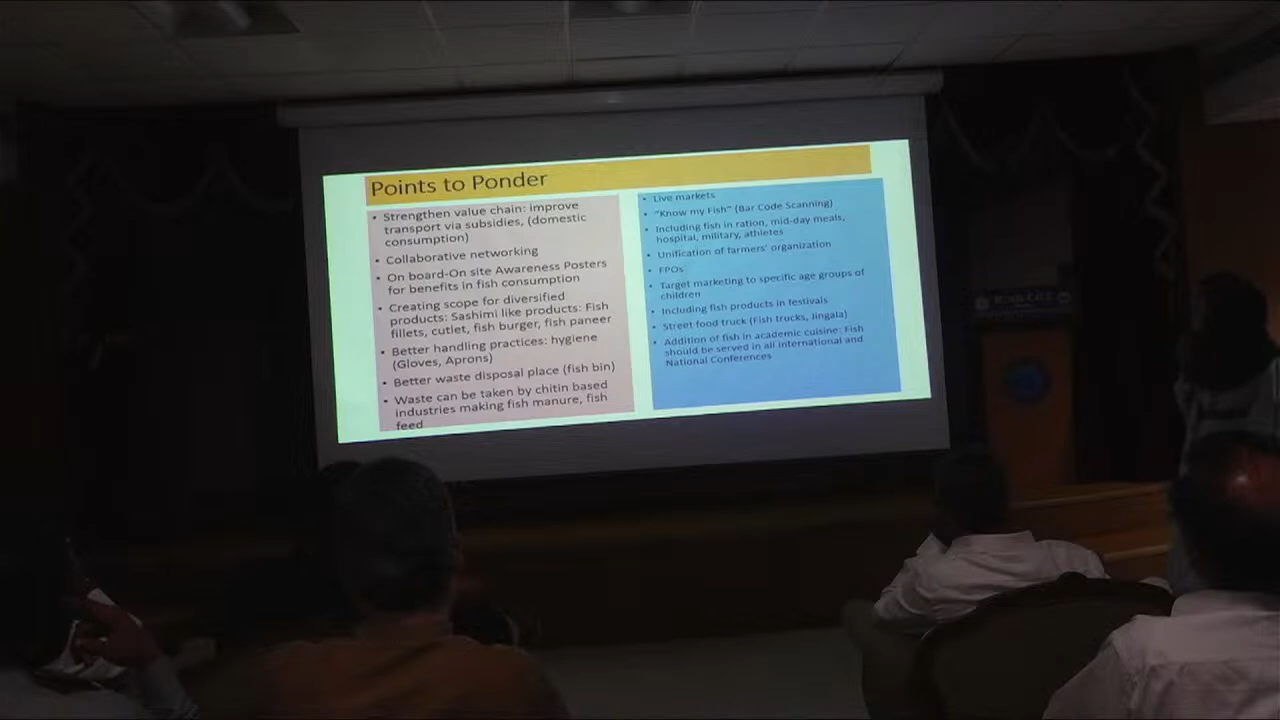 Points to Ponder
• Strengthen value chain: improve
transport via subsidies, (domestic
consumption)
• Collaborative networking
• On board-On site Awareness Posters
for benefits in fish consumption
• Creating scope for diversified
products: Sashimi like products: Fish
fillets, cutlet, fish burger, fish paneer
• Better handling practices: hygiene
(Gloves, Aprons)
• Better waste disposal place (fish bin)
• Waste can be taken by chitin based
industries making fish manure, fish
feed
• Live markets
• "Know my Fish" (Bar Code Scanning)
• Including fish in ration, mid-day meals,
hospital, military, athletes
• Unification of farmers' organization
• FPOs
• Target marketing to specific age groups of
children
• Including fish products in festivals
• Street food truck (Fish trucks, Jingala)
• Addition of fish in academic cuisine: Fish
should be served in all international and
National Conferences